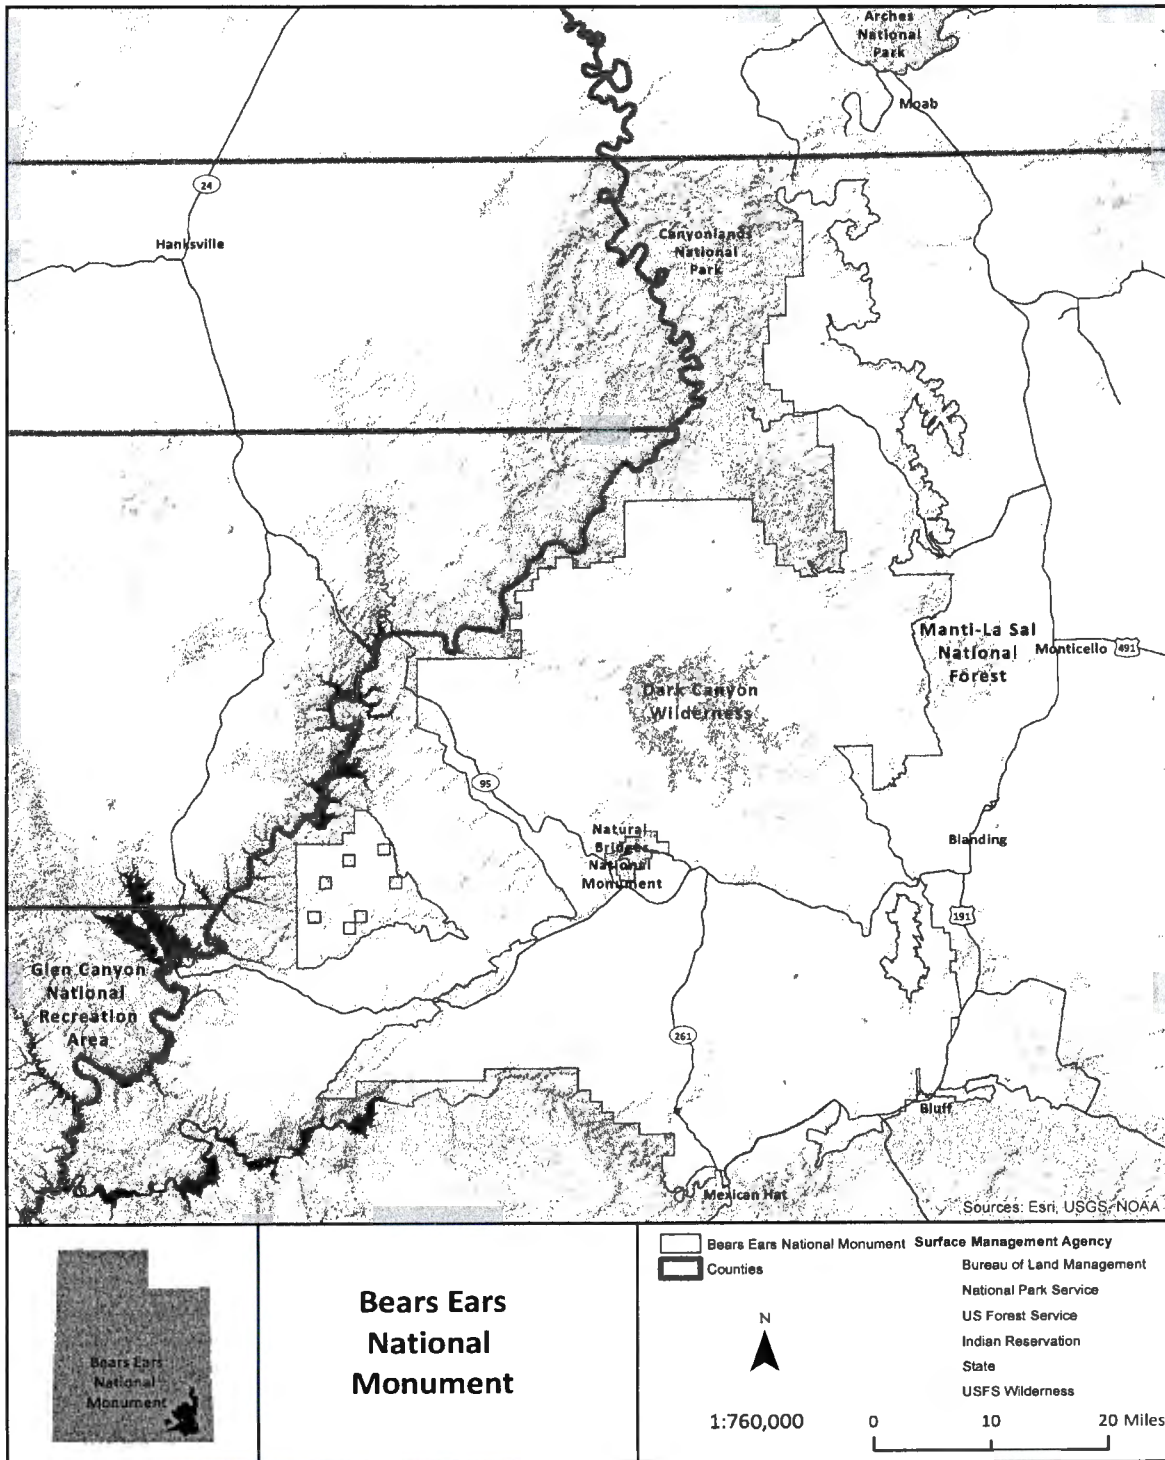 Arches
National
Park
Moab
24
Hanksville
Canyonlands
National
Park
Manti-La Sal
National
Forest
Monticello
491
Dark Canyon
Wilderness
95
Natural
Bridges
National
Monument
Blanding
191
Glen Canyon
National
Recreation
Area
261
Bluff
Mexican Hat
Sources: Esri, USGS, NOAA
Bears Ears
National
Monument
Bears Ears
National
Monument
Bears Ears National Monument
Counties
Surface Management Agency
Bureau of Land Management
National Park Service
US Forest Service
Indian Reservation
State
USFS Wilderness
N
1:760,000
0 10 20 Miles